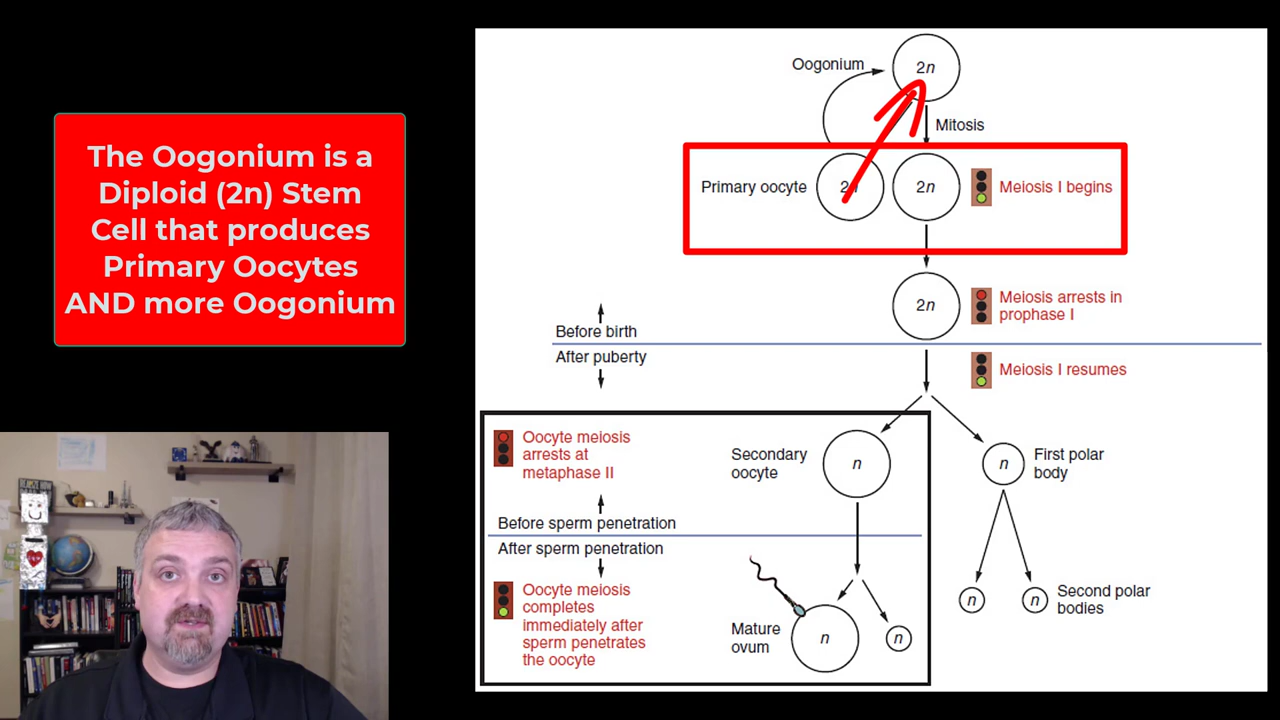 The Oogonium is a
Diploid (2n) Stem
Cell that produces
Primary Oocytes
AND more Oogonium
Oogonium
2n
Mitosis
Primary oocyte
2n
2n
Meiosis I begins
2n
Meiosis arrests in
prophase I
Before birth
After puberty
Meiosis I resumes
Oocyte meiosis
arrests at
metaphase II
Secondary
oocyte
n
n
First polar
body
Before sperm penetration
After sperm penetration
Oocyte meiosis
completes
immediately after
sperm penetrates
the oocyte
Mature
ovum
n
n
n
n
Second polar
bodies